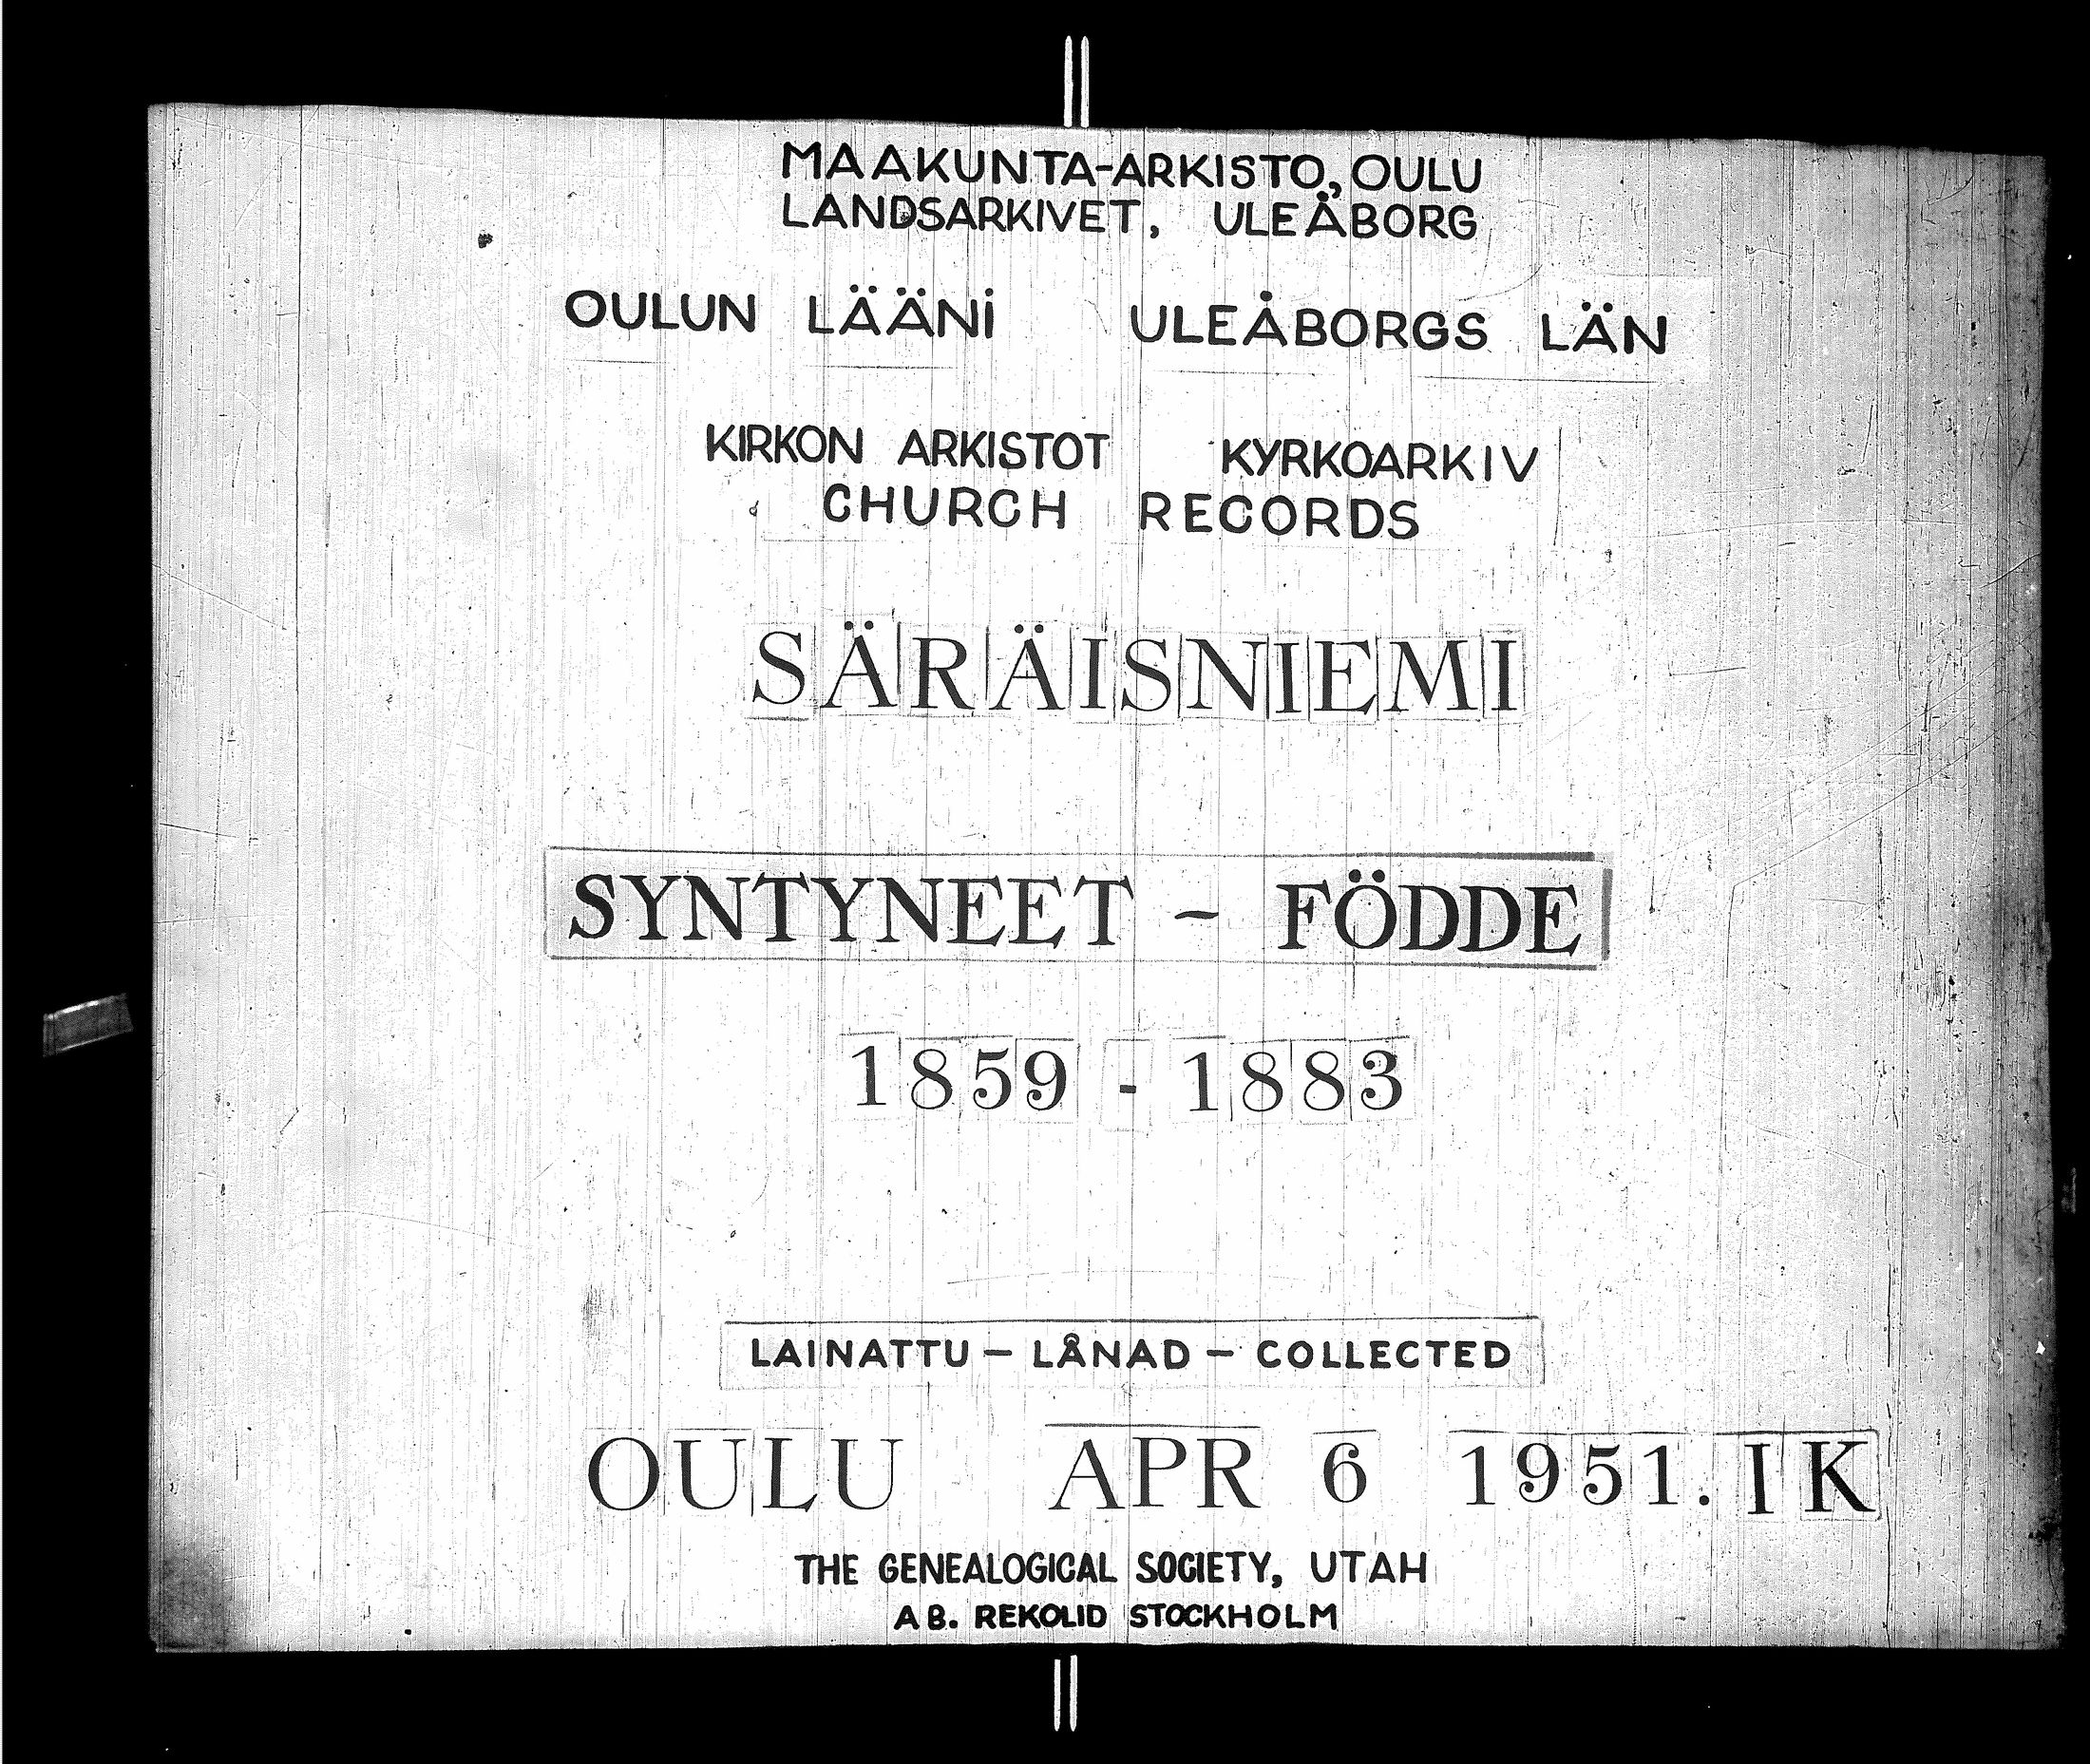 MAAKUNTA-ARKISTO, OULU
LANDSARKIVET, ULEÅBORG
OULUN LÄÄNi ULEÅBORGS LÄN
KIRKON ARKISTOT KYRKOARKIV
CHURCH RECORDS
SÄRÄISNIEMI
SYNTYNEET - FÖDDE
1859 - 1883
LAINATTU - LÅNAD - COLLECTED
OULU APR 6 1951. IK
THE GENEALOGICAL SOCIETY, UTAH
AB. REKOLID STOCKHOLM